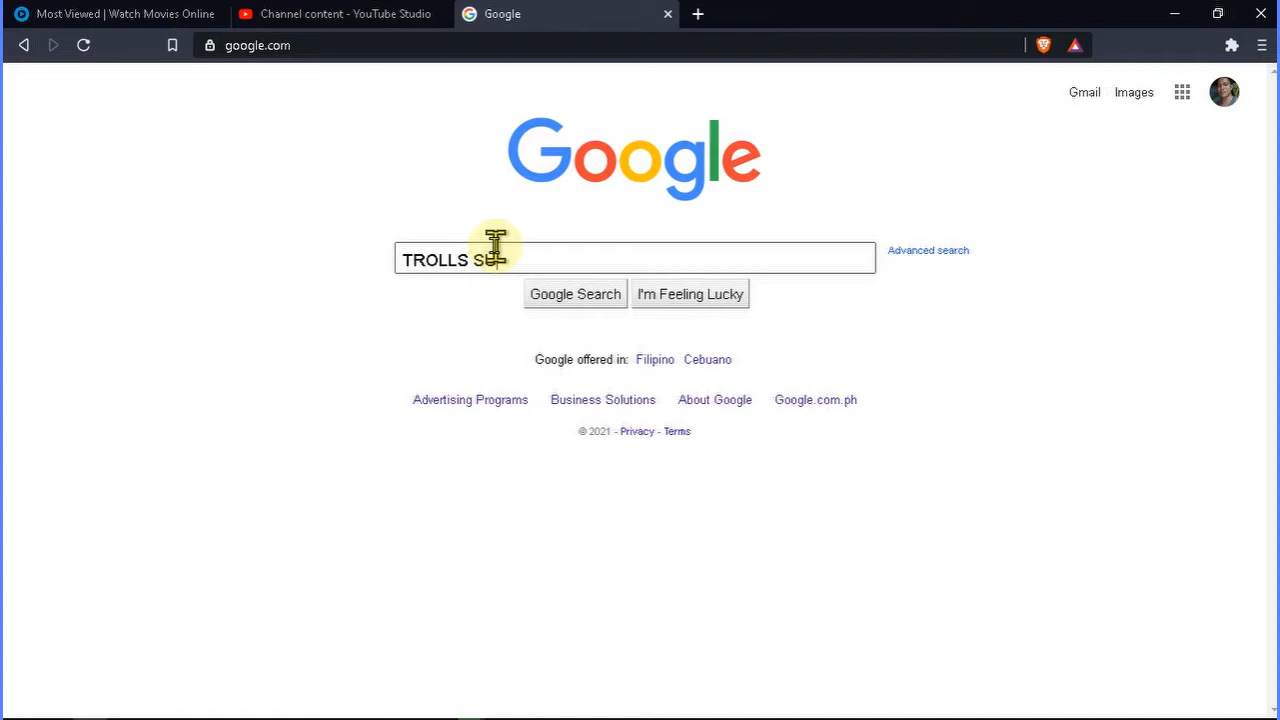 Most Viewed | Watch Movies Online
Channel content - YouTube Studio
Google
google.com
Gmail Images
Google
TROLLS SU
Advanced search
Google Search I'm Feeling Lucky
Google offered in: Filipino Cebuano
Advertising Programs Business Solutions About Google Google.com.ph
© 2021 - Privacy - Terms